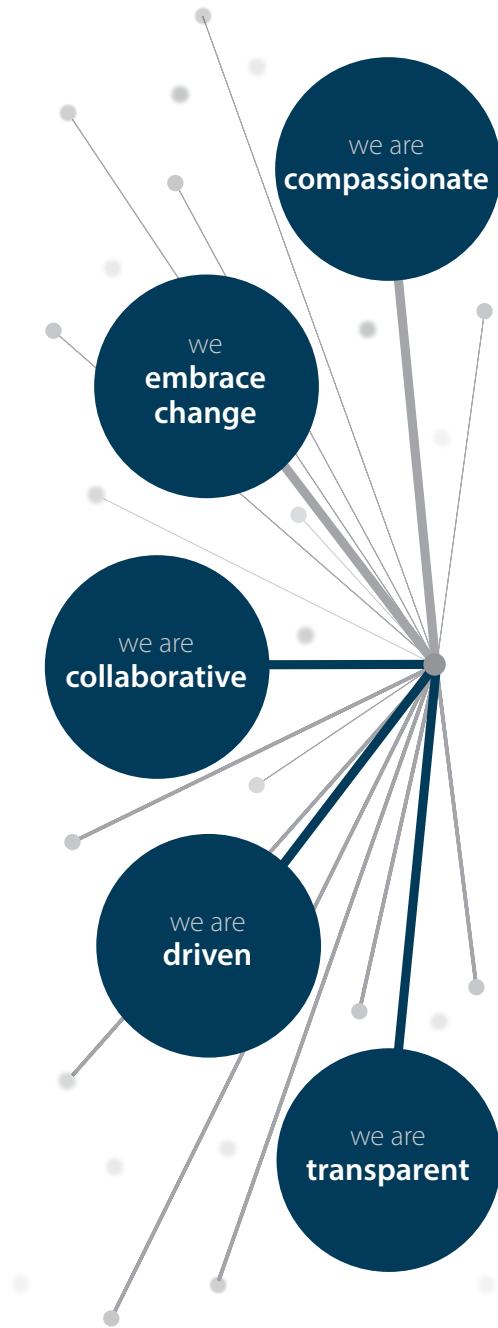 we are
compassionate
we
embrace
change
we are
collaborative
we are
driven
we are
transparent